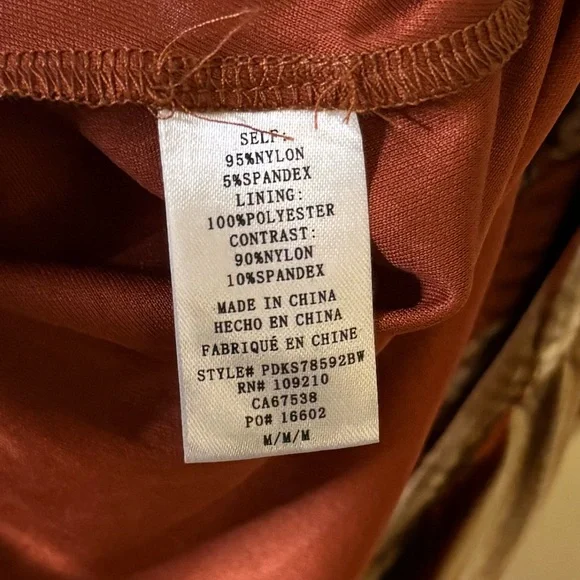 SELF:
95%NYLON
5%SPANDEX
LINING:
100%POLYESTER
CONTRAST:
90%NYLON
10%SPANDEX
MADE IN CHINA
HECHO EN CHINA
FABRIQUÉ EN CHINE
STYLE# PDKS78592BW
RN# 109210
CA67538
PO# 16602
M/M/M